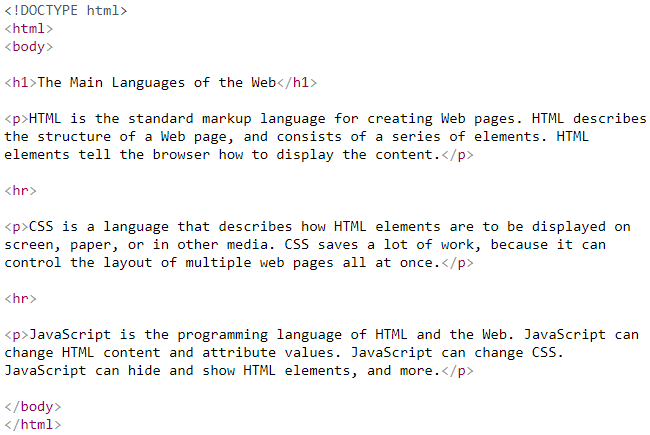 <!DOCTYPE html>
<html>
<body>
<h1>The Main Languages of the Web</h1>
<p>HTML is the standard markup language for creating Web pages. HTML describes
the structure of a Web page, and consists of a series of elements. HTML
elements tell the browser how to display the content.</p>
<hr>
<p>CSS is a language that describes how HTML elements are to be displayed on
screen, paper, or in other media. CSS saves a lot of work, because it can
control the layout of multiple web pages all at once.</p>
<hr>
<p>JavaScript is the programming language of HTML and the Web. JavaScript can
change HTML content and attribute values. JavaScript can change CSS.
JavaScript can hide and show HTML elements, and more.</p>
</body>
</html>